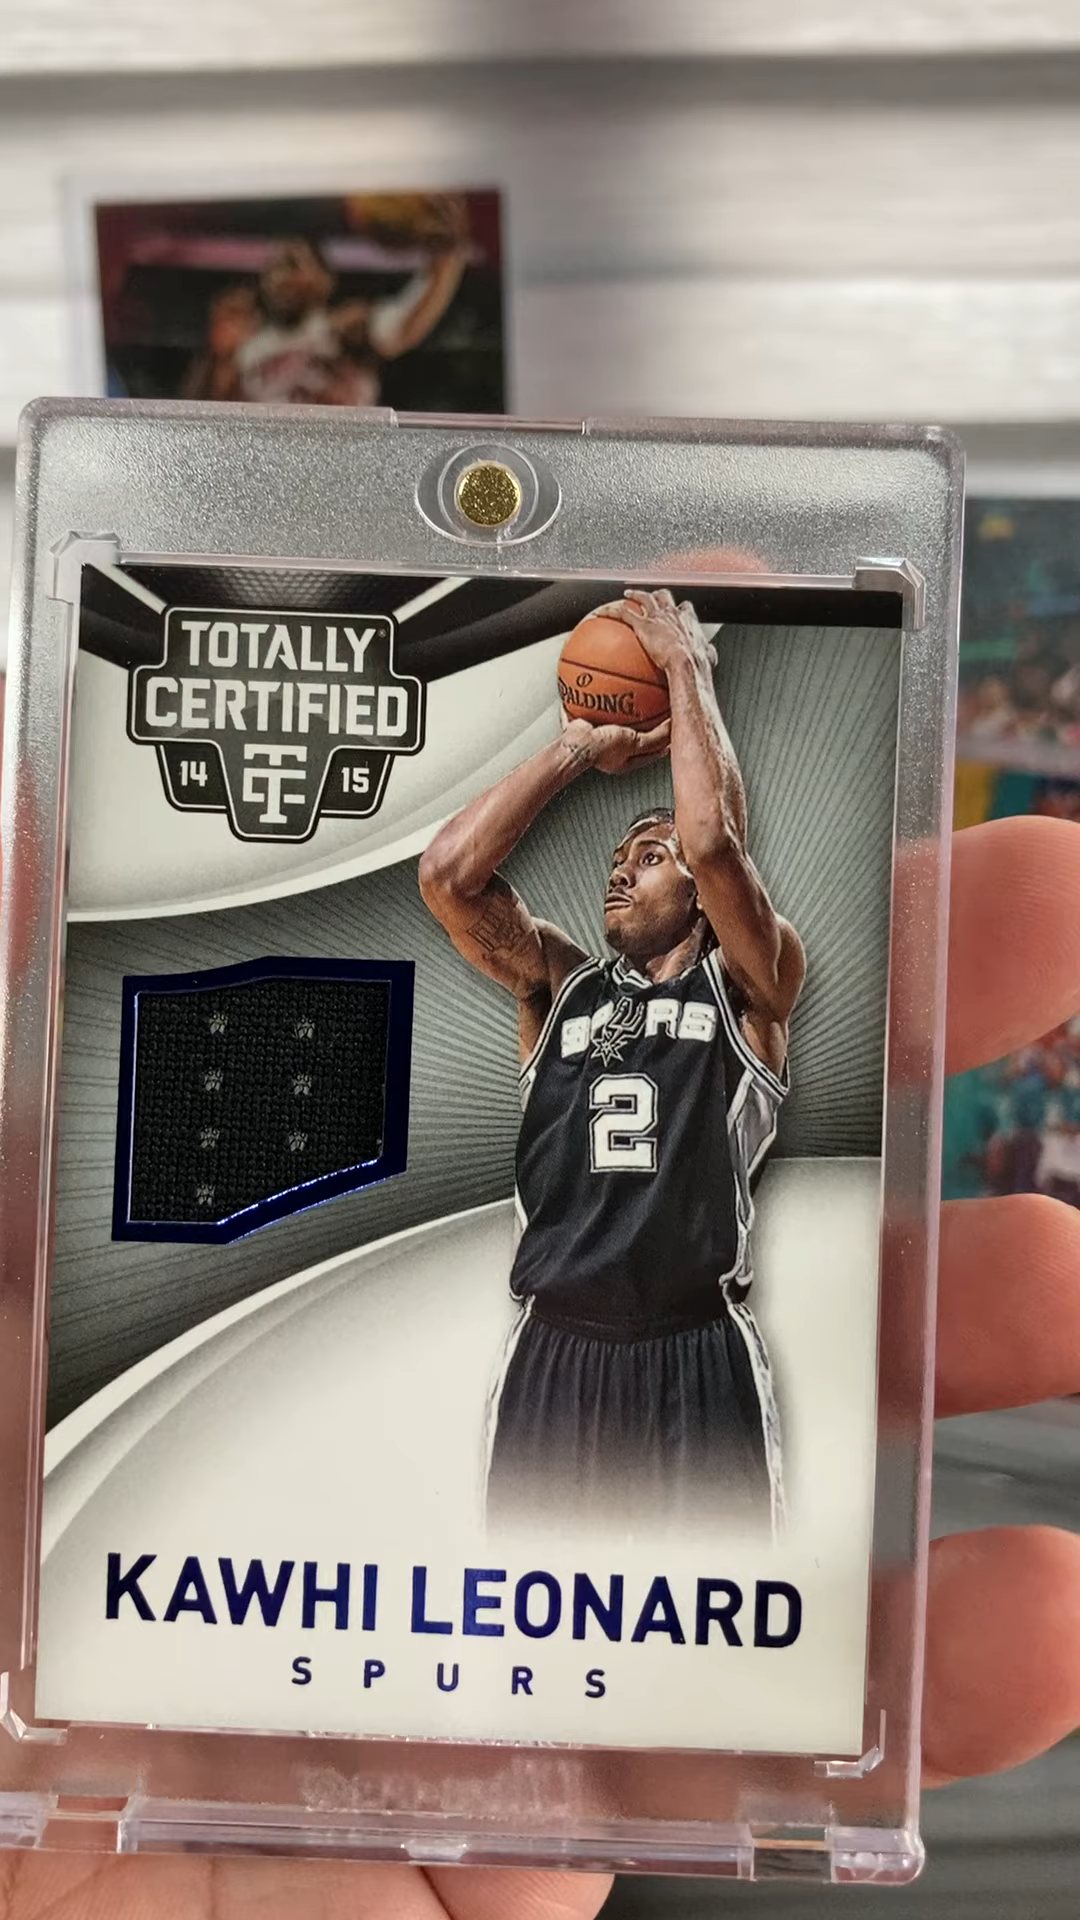 TOTALLY
CERTIFIED
14 15
SPALDING
SPURS
2
KAWHI LEONARD
SPURS